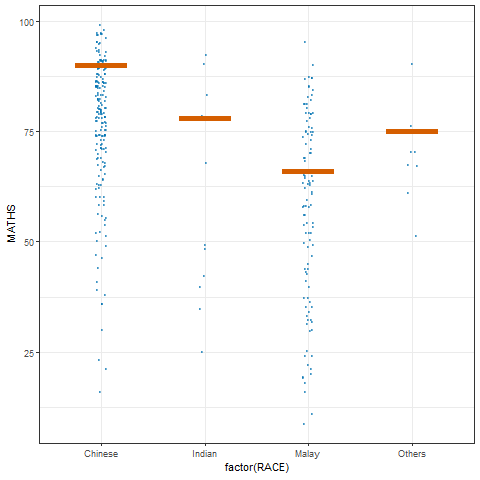 100
75
50
25
MATHS
Chinese
Indian
Malay
Others
factor(RACE)